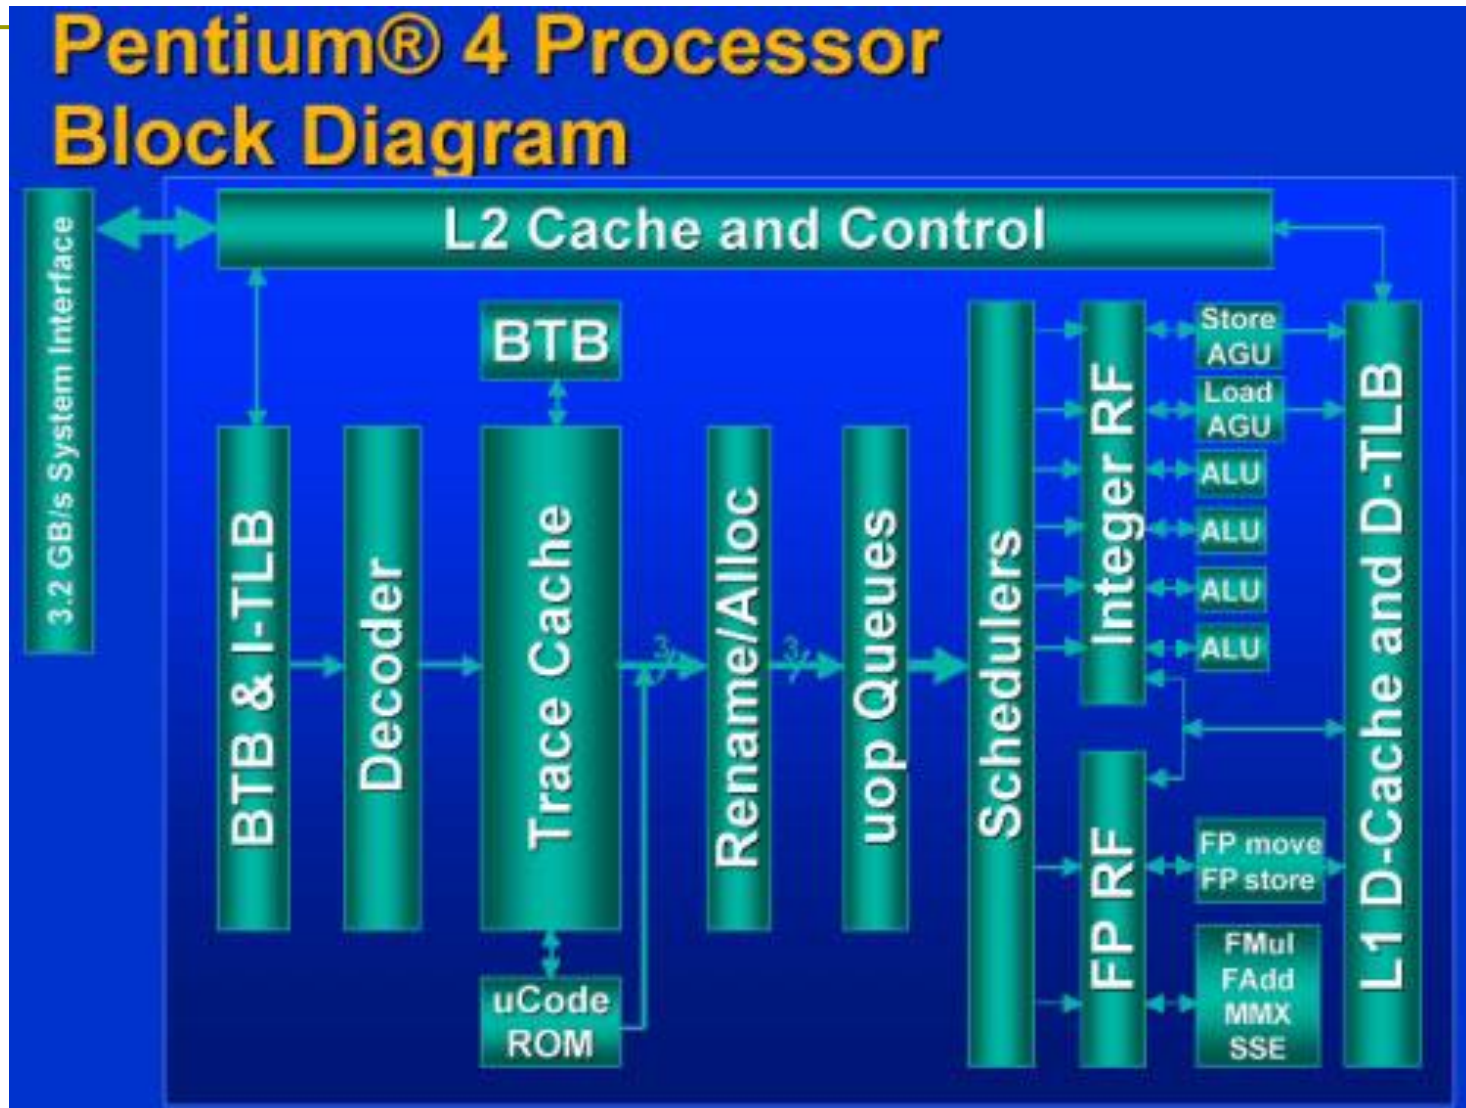 Pentium® 4 Processor
Block Diagram
3.2 GB/s System Interface
L2 Cache and Control
BTB & I-TLB
Decoder
BTB
Trace Cache
uCode
ROM
3
Rename/Alloc
3
uop Queues
Schedulers
Integer RF
FP RF
Store
AGU
Load
AGU
ALU
ALU
ALU
ALU
FP move
FP store
FMul
FAdd
MMX
SSE
L1 D-Cache and D-TLB